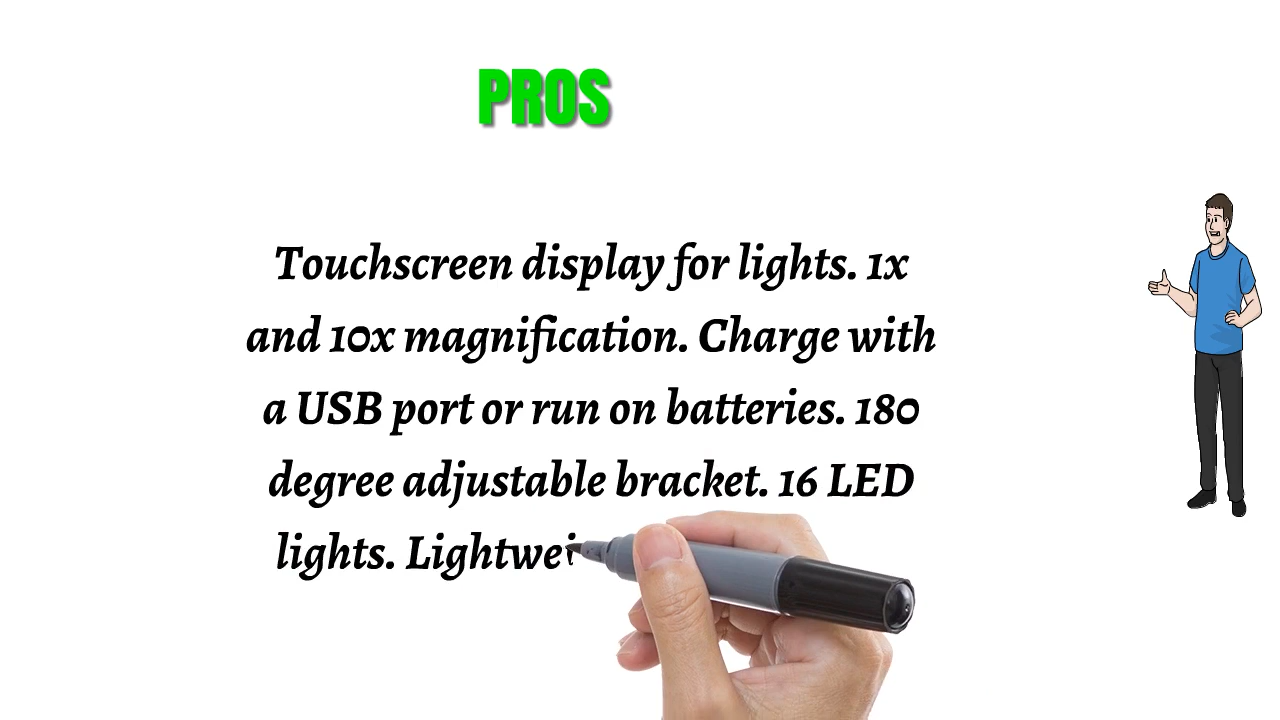 PROS
Touchscreen display for lights. 1x
and 10x magnification. Charge with
a USB port or run on batteries. 180
degree adjustable bracket. 16 LED
lights. Lightwei